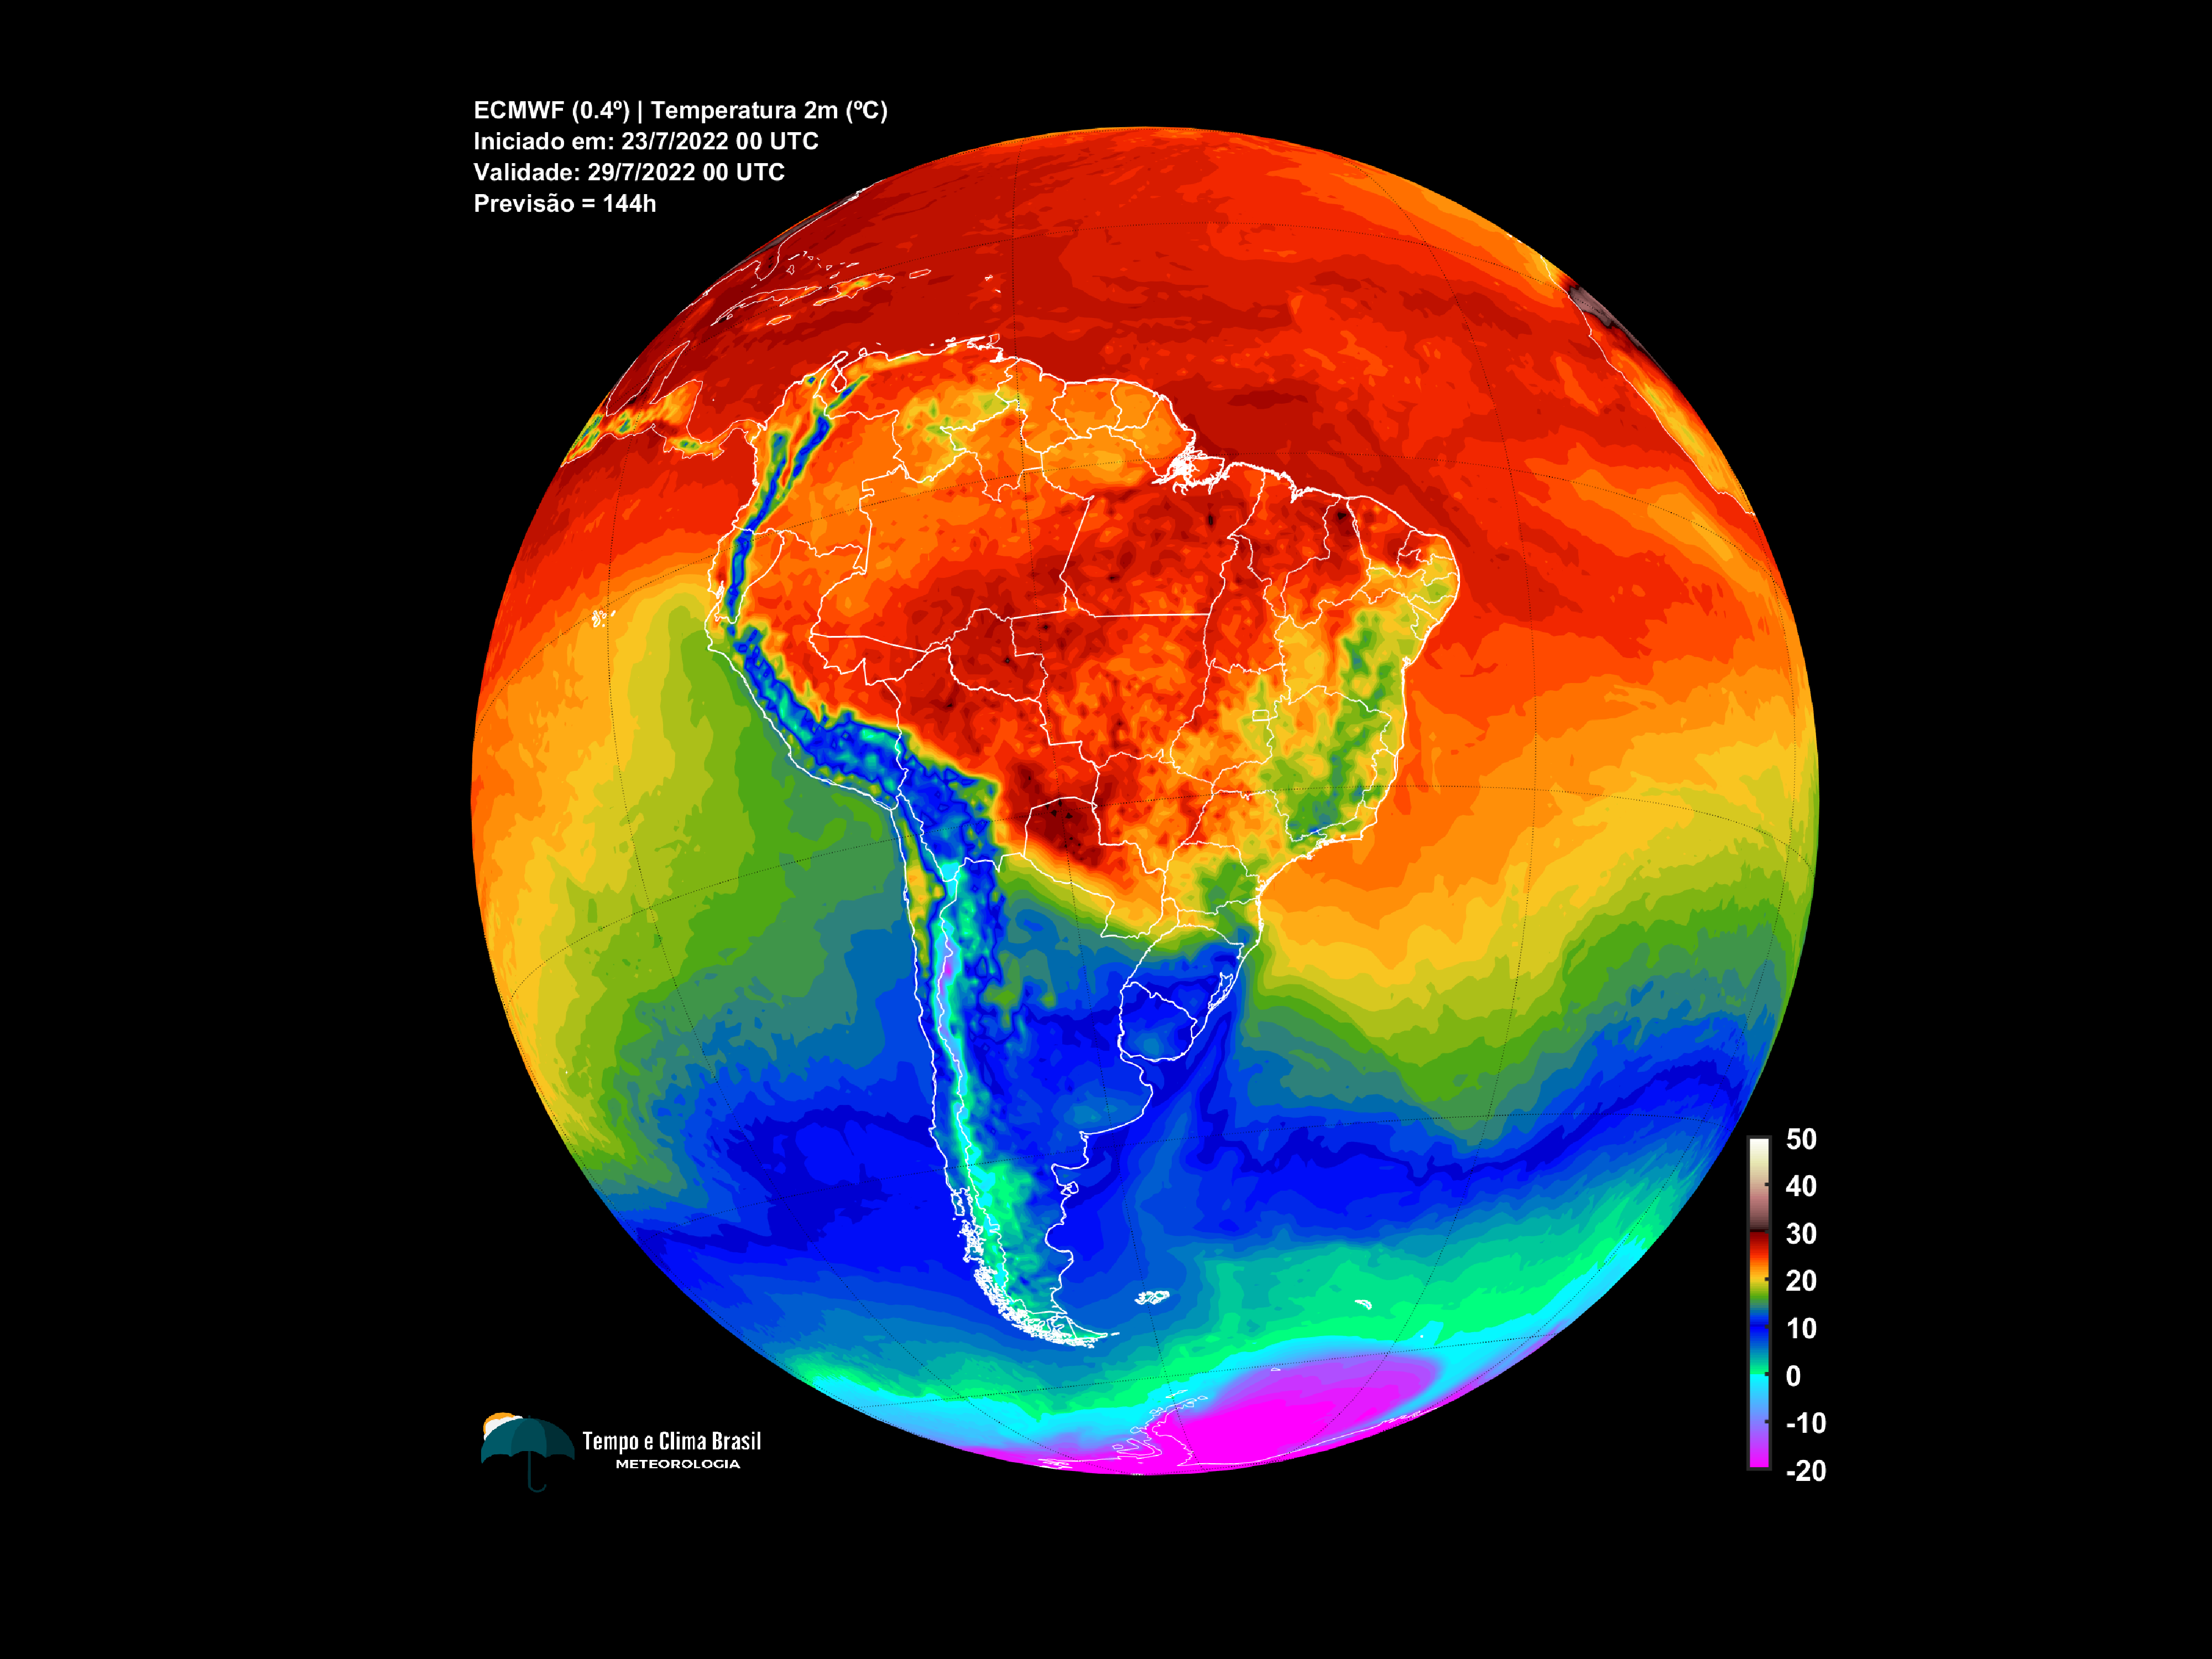 ECMWF (0.4º) | Temperatura 2m (ºC)
Iniciado em: 23/7/2022 00 UTC
Validade: 29/7/2022 00 UTC
Previsão = 144h
50
40
30
20
10
0
-10
-20
Tempo e Clima Brasil
METEOROLOGIA